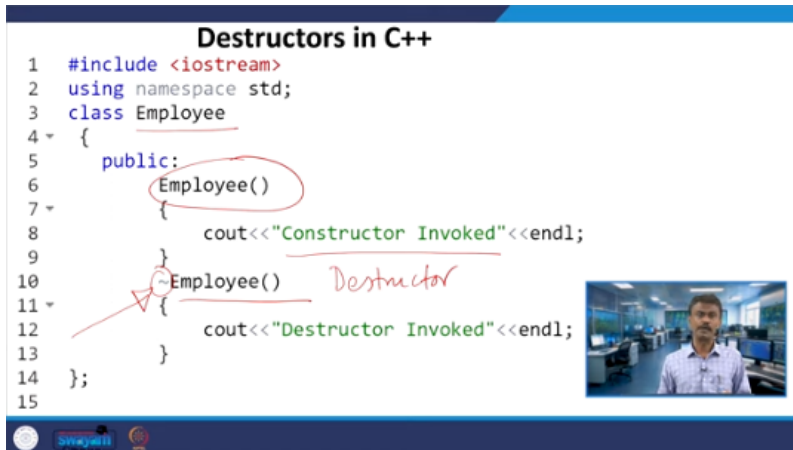 Destructors in C++
1 #include <iostream>
2 using namespace std;
3 class Employee
4 {
5 public:
6 Employee()
7 {
8 cout<<"Constructor Invoked"<<endl;
9 }
10 ~Employee() Destructor
11 {
12 cout<<"Destructor Invoked"<<endl;
13 }
14 };
15
swayam